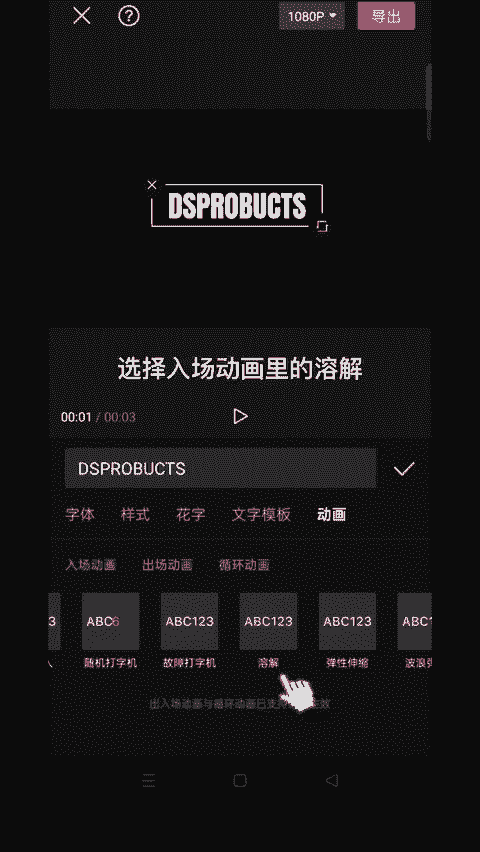 1080P 导出
DSPROBUCTS
选择入场动画里的溶解
00:01 / 00:03
DSPROBUCTS
字体 样式 花字 文字模板 动画
入场动画 出场动画 循环动画
3 ABC6 ABC123 ABC123 ABC123 ABC1
随机打字机 故障打字机 溶解 弹性伸缩 波浪弹
出入场动画与循环动画已支持